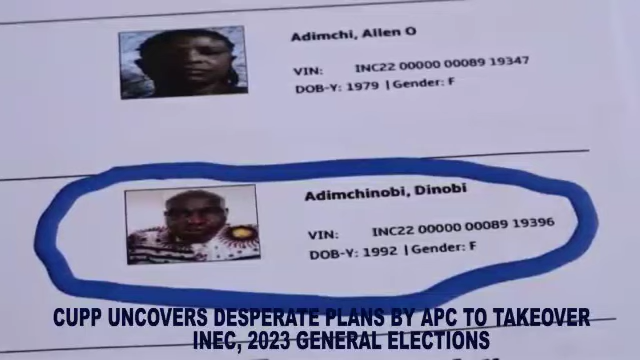 Adimchi, Allen O
VIN: INC22 00000 00089 19347
DOB-Y: 1979 | Gender: F
Adimchinobi, Dinobi
VIN: INC22 00000 00089 19396
DOB-Y: 1992 | Gender: F
CUPP UNCOVERS DESPERATE PLANS BY APC TO TAKEOVER
INEC, 2023 GENERAL ELECTIONS